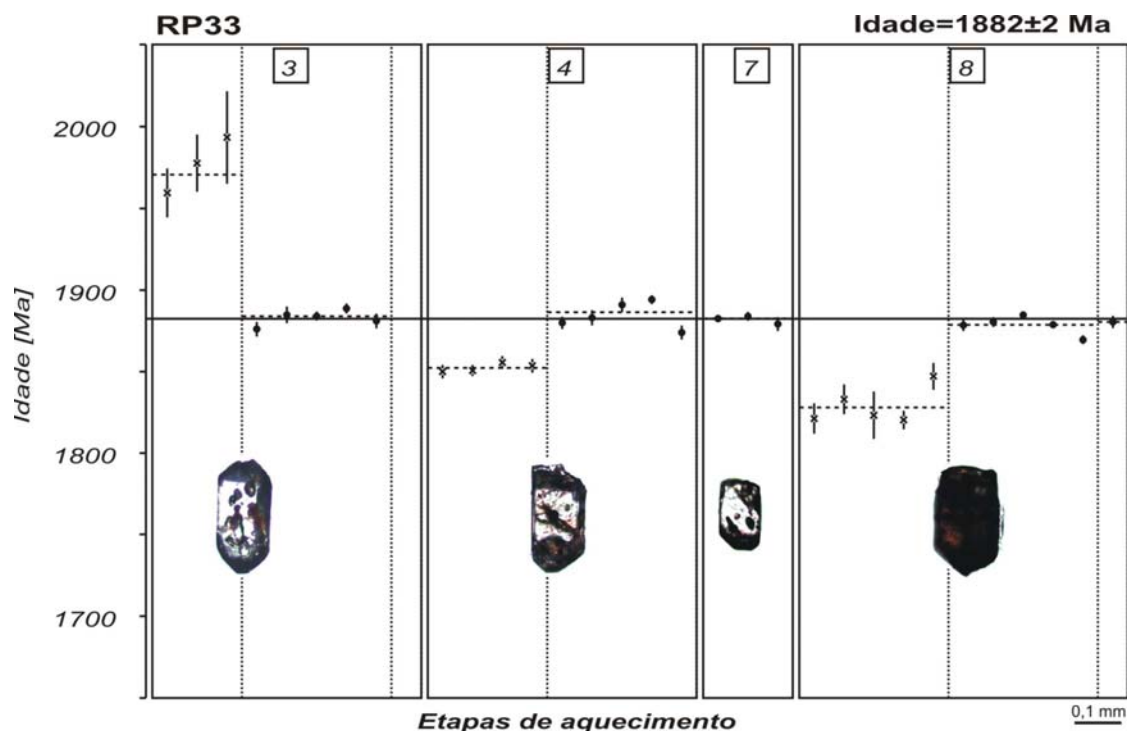 RP33
Idade=1882±2 Ma
3
4
7
8
2000
1900
1800
1700
Idade [Ma]
Etapas de aquecimento
0,1 mm